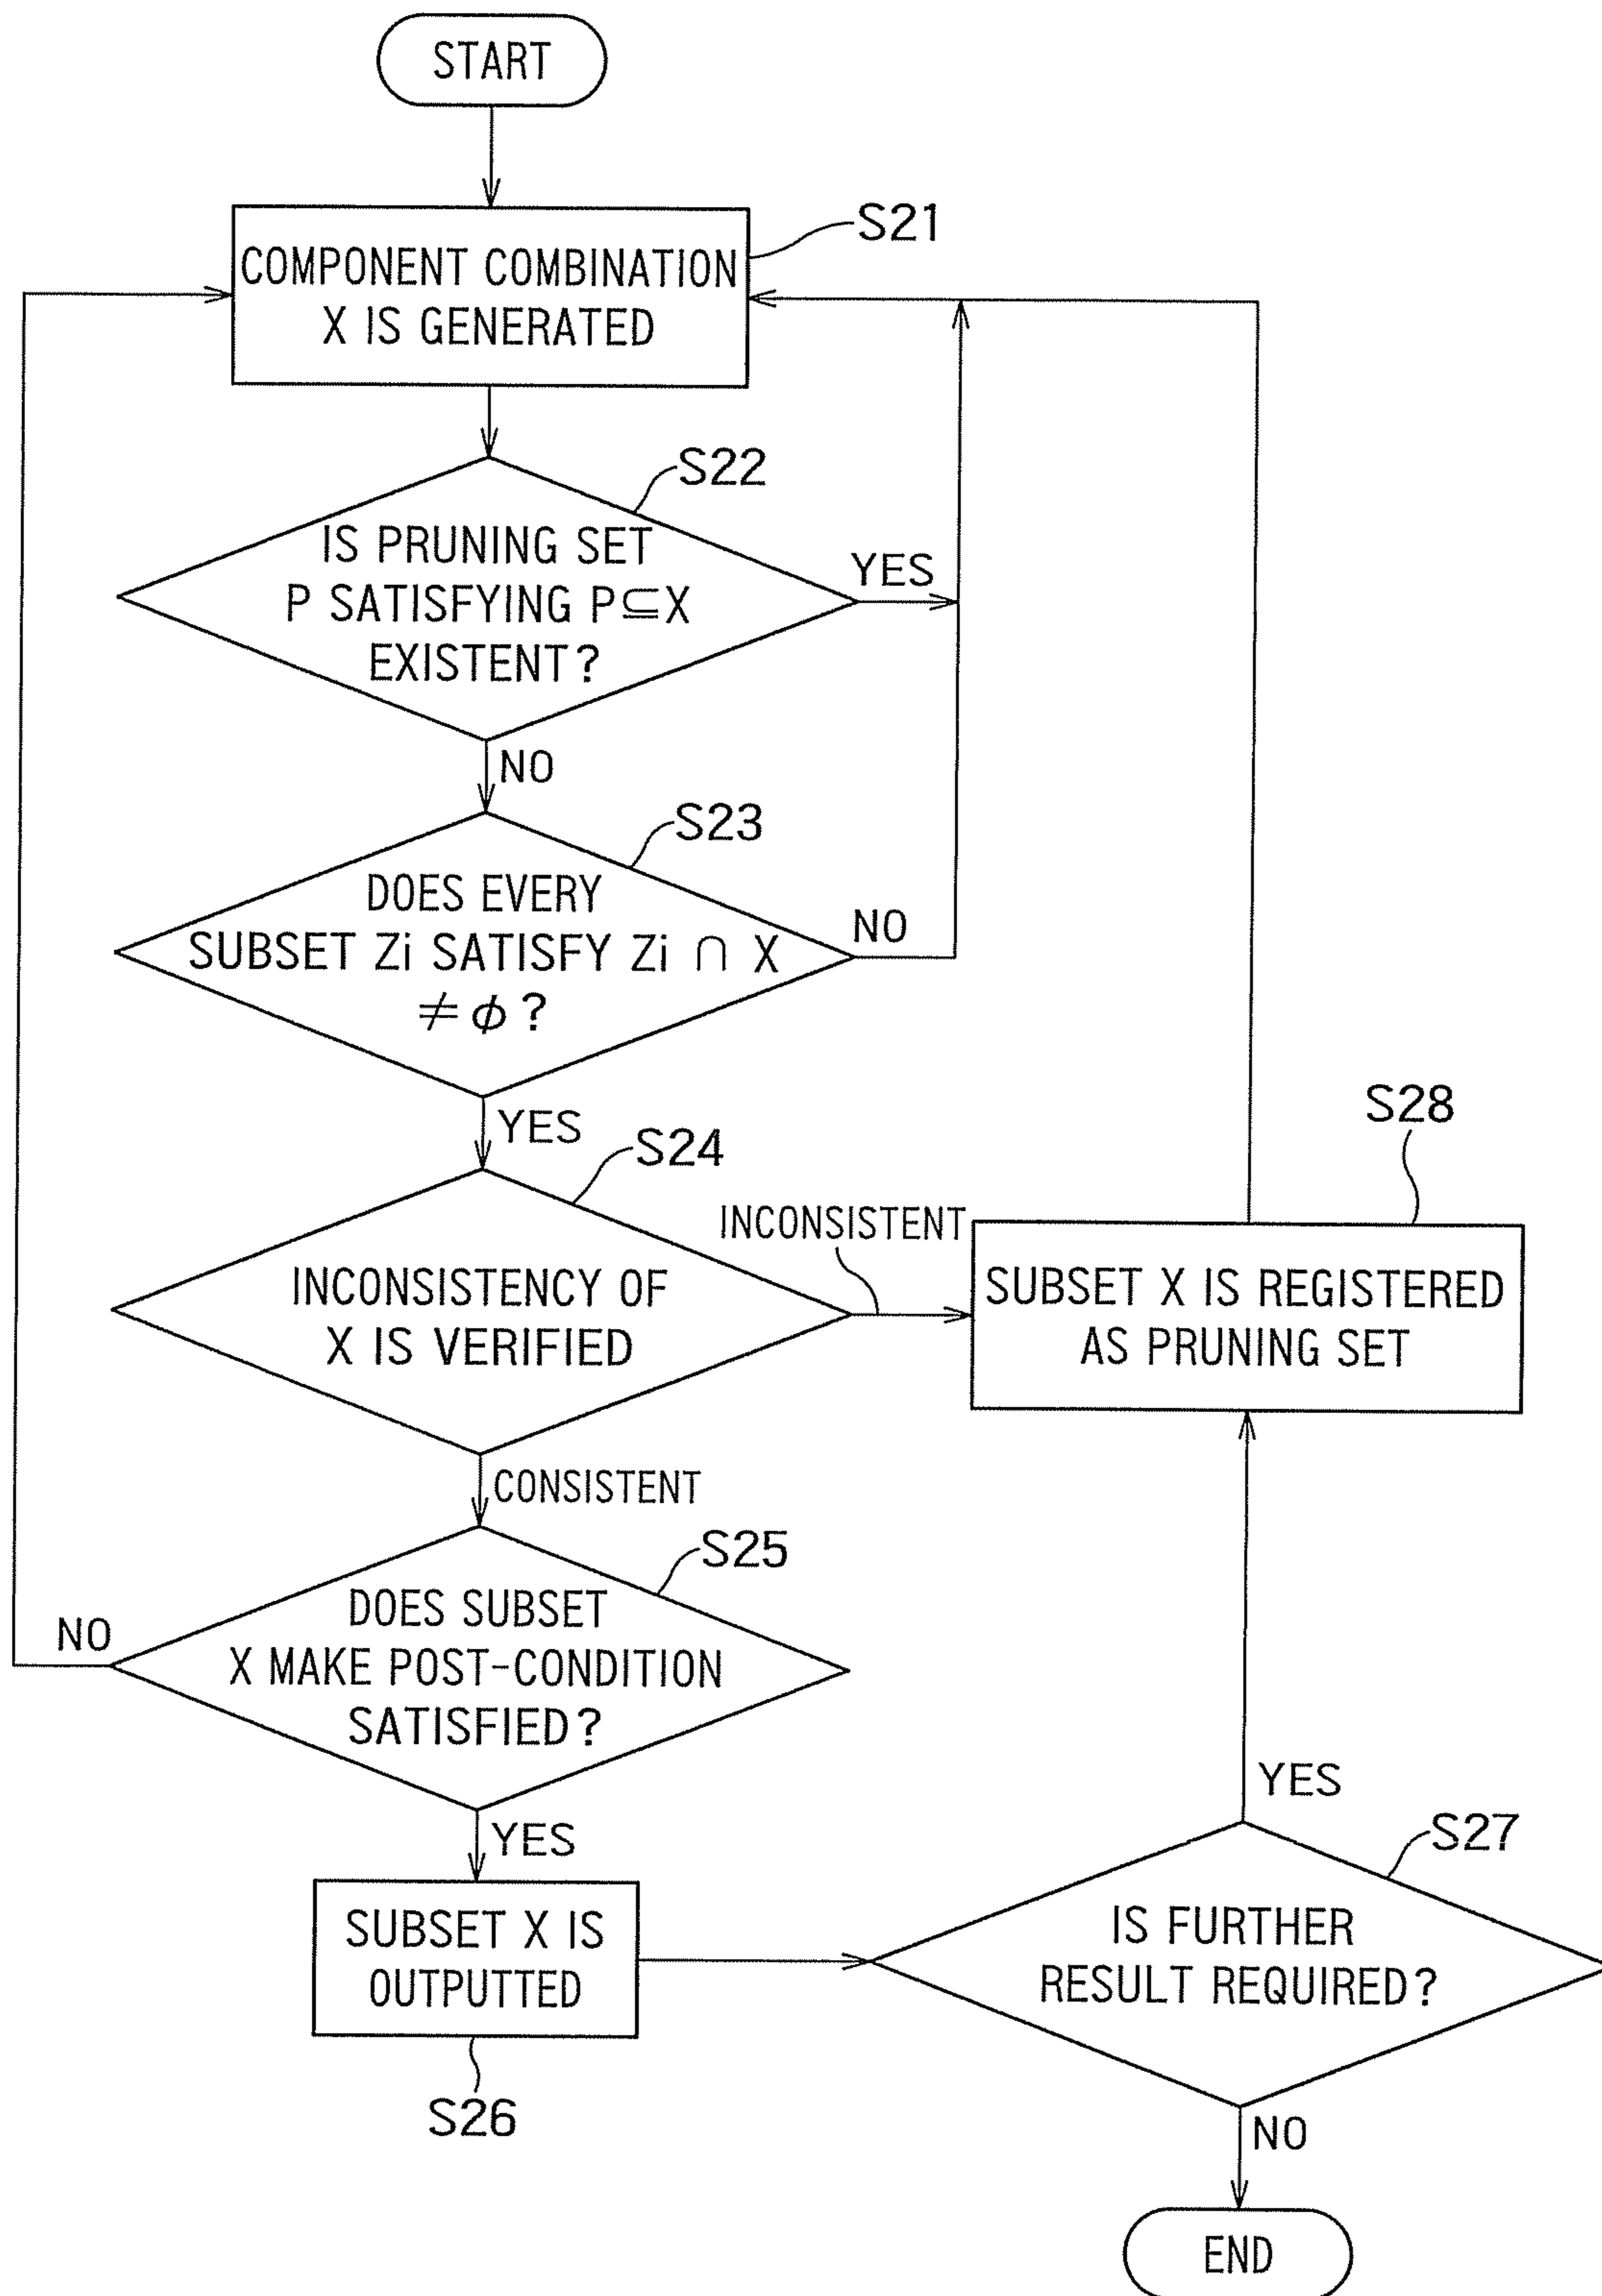 START
S21
COMPONENT COMBINATION
X IS GENERATED
S22
IS PRUNING SET
P SATISFYING P⊆X
EXISTENT?
YES
NO
S23
DOES EVERY
SUBSET Zi SATISFY Zi ∩ X
≠ φ ?
NO
YES
S24
INCONSISTENCY OF
X IS VERIFIED
INCONSISTENT
S28
SUBSET X IS REGISTERED
AS PRUNING SET
CONSISTENT
S25
DOES SUBSET
X MAKE POST-CONDITION
SATISFIED?
NO
YES
SUBSET X IS
OUTPUTTED
S26
YES
S27
IS FURTHER
RESULT REQUIRED?
NO
END